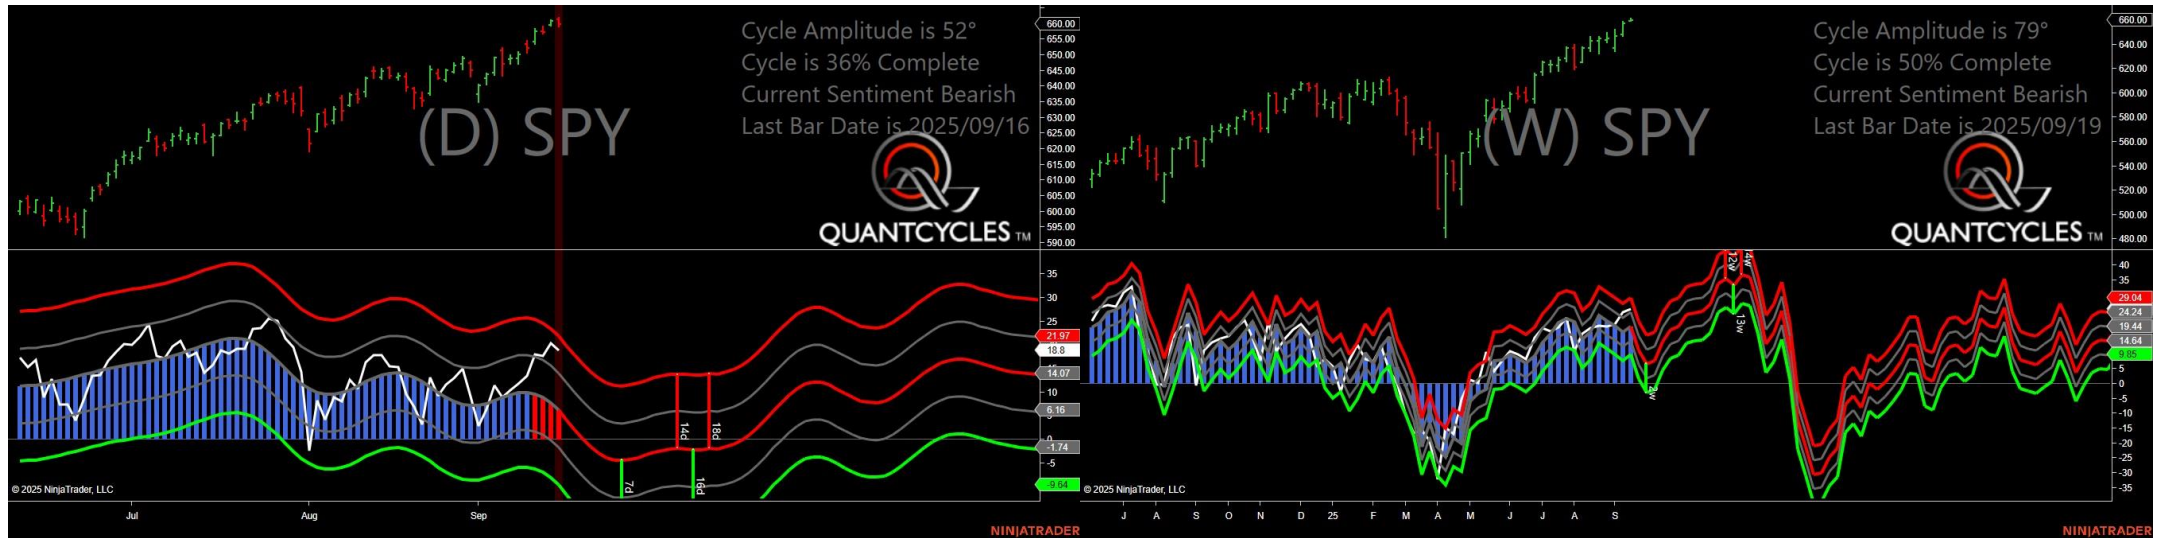 Cycle Amplitude is 52°
Cycle is 36% Complete
Current Sentiment Bearish
Last Bar Date is 2025/09/16
(D) SPY
QUANTCYCLES TM
660.00
655.00
650.00
645.00
640.00
635.00
630.00
625.00
620.00
615.00
610.00
605.00
600.00
595.00
590.00
35
30
25
21.97
18.8
14.07
10
6.16
0
-1.74
-5
-9.64
14d
18d
7d
16d
© 2025 NinjaTrader, LLC
Jul
Aug
Sep
NINJATRADER
Cycle Amplitude is 79°
Cycle is 50% Complete
Current Sentiment Bearish
Last Bar Date is 2025/09/19
(W) SPY
QUANTCYCLES TM
660.00
640.00
620.00
600.00
580.00
560.00
540.00
520.00
500.00
480.00
40
35
29.04
24.24
19.44
14.64
9.85
5
0
-5
-10
-15
-20
-25
-30
-35
12w
13w
2w
© 2025 NinjaTrader, LLC
J A S O N D 25 F M A M J J A S
NINJATRADER